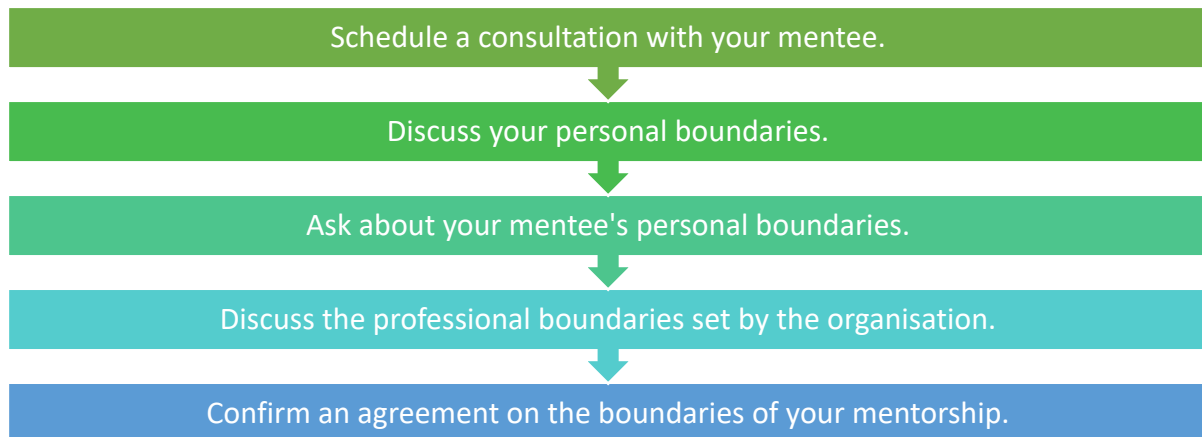 Schedule a consultation with your mentee.
Discuss your personal boundaries.
Ask about your mentee's personal boundaries.
Discuss the professional boundaries set by the organisation.
Confirm an agreement on the boundaries of your mentorship.